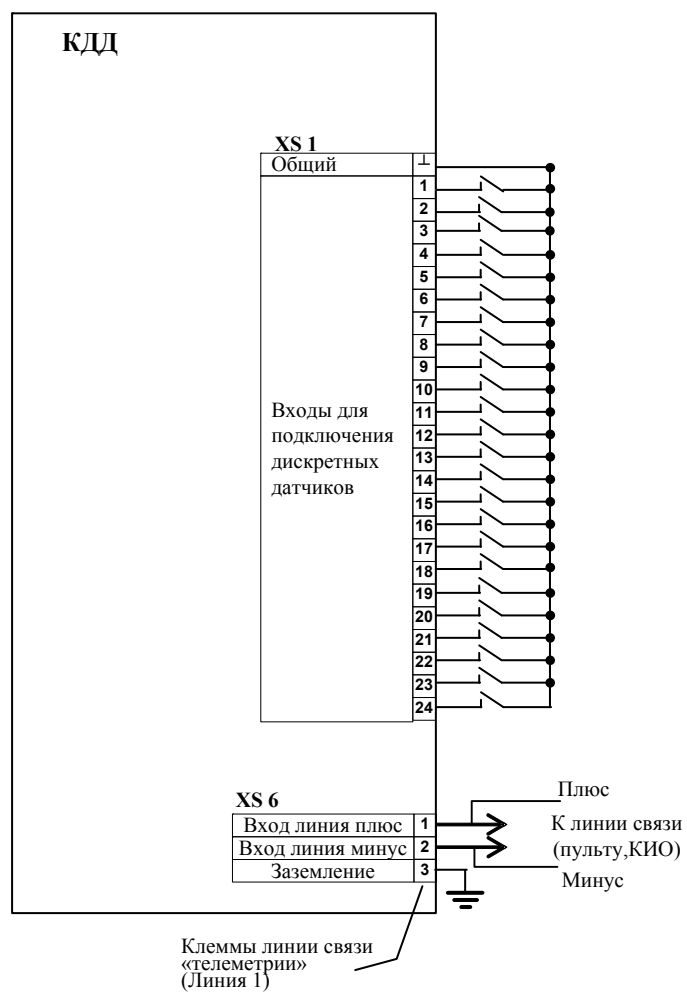 КДД
XS 1
Общий ⊥
1
2
3
4
5
6
7
8
9
10
11
12
13
14
15
16
17
18
19
20
21
22
23
24
Входы для
подключения
дискретных
датчиков
XS 6
Вход линия плюс 1
Вход линия минус 2
Заземление 3
Плюс
К линии связи
(пульту,КИО)
Минус
Клеммы линии связи
«телеметрии»
(Линия 1)